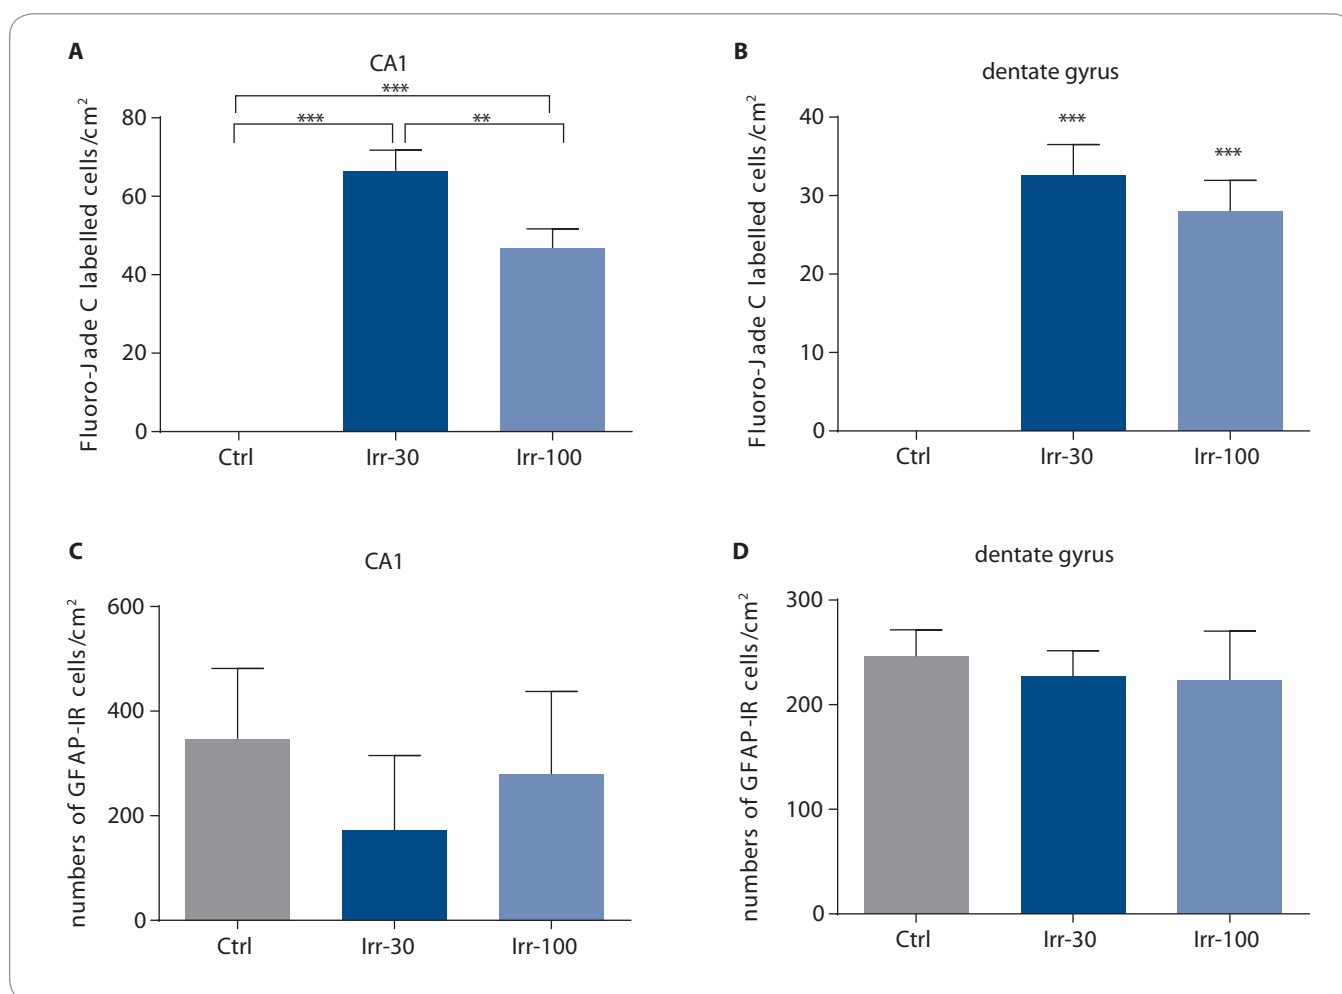 A
CA1
Fluoro-Jade C labelled cells/cm²
***
***
**
80
60
40
20
0
Ctrl
Irr-30
Irr-100
B
dentate gyrus
Fluoro-Jade C labelled cells/cm²
***
***
40
30
20
10
0
Ctrl
Irr-30
Irr-100
C
CA1
numbers of GFAP-IR cells/cm²
600
400
200
0
Ctrl
Irr-30
Irr-100
D
dentate gyrus
numbers of GFAP-IR cells/cm²
300
200
100
0
Ctrl
Irr-30
Irr-100